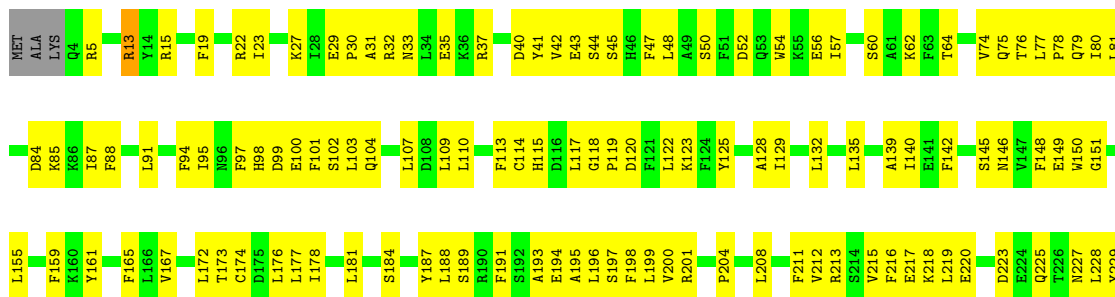 MET ALA LYS Q4 R5 R13 Y14 R15 F19 R22 I23 K27 I28 E29 P30 A31 R32 N33 L34 E35 K36 R37 D40 Y41 V42 E43 S44 S45 H46 F47 L48 A49 S50 F51 D52 Q53 W54 K55 E56 I57 S60 A61 K62 F63 T64 V74 Q75 T76 L77 P78 Q79 I80
D84 K85 K86 I87 F88 L91 F94 I95 N96 F97 H98 D99 E100 F101 S102 L103 Q104 L107 D108 L109 L110 F113 C114 H115 D116 L117 G118 P119 D120 F121 L122 K123 F124 Y125 A128 I129 L132 L135 A139 I140 E141 F142 S145 N146 V147 F148 E149 W150 G151
L155 F159 K160 Y161 F165 L166 V167 L172 T173 C174 D175 L176 L177 I178 L181 S184 Y187 L188 S189 R190 F191 S192 A193 E194 A195 L196 S197 F198 L199 V200 R201 P204 L208 F211 V212 R213 S214 V215 F216 E217 K218 L219 E220 D223 E224 Q225 T226 N227 L228